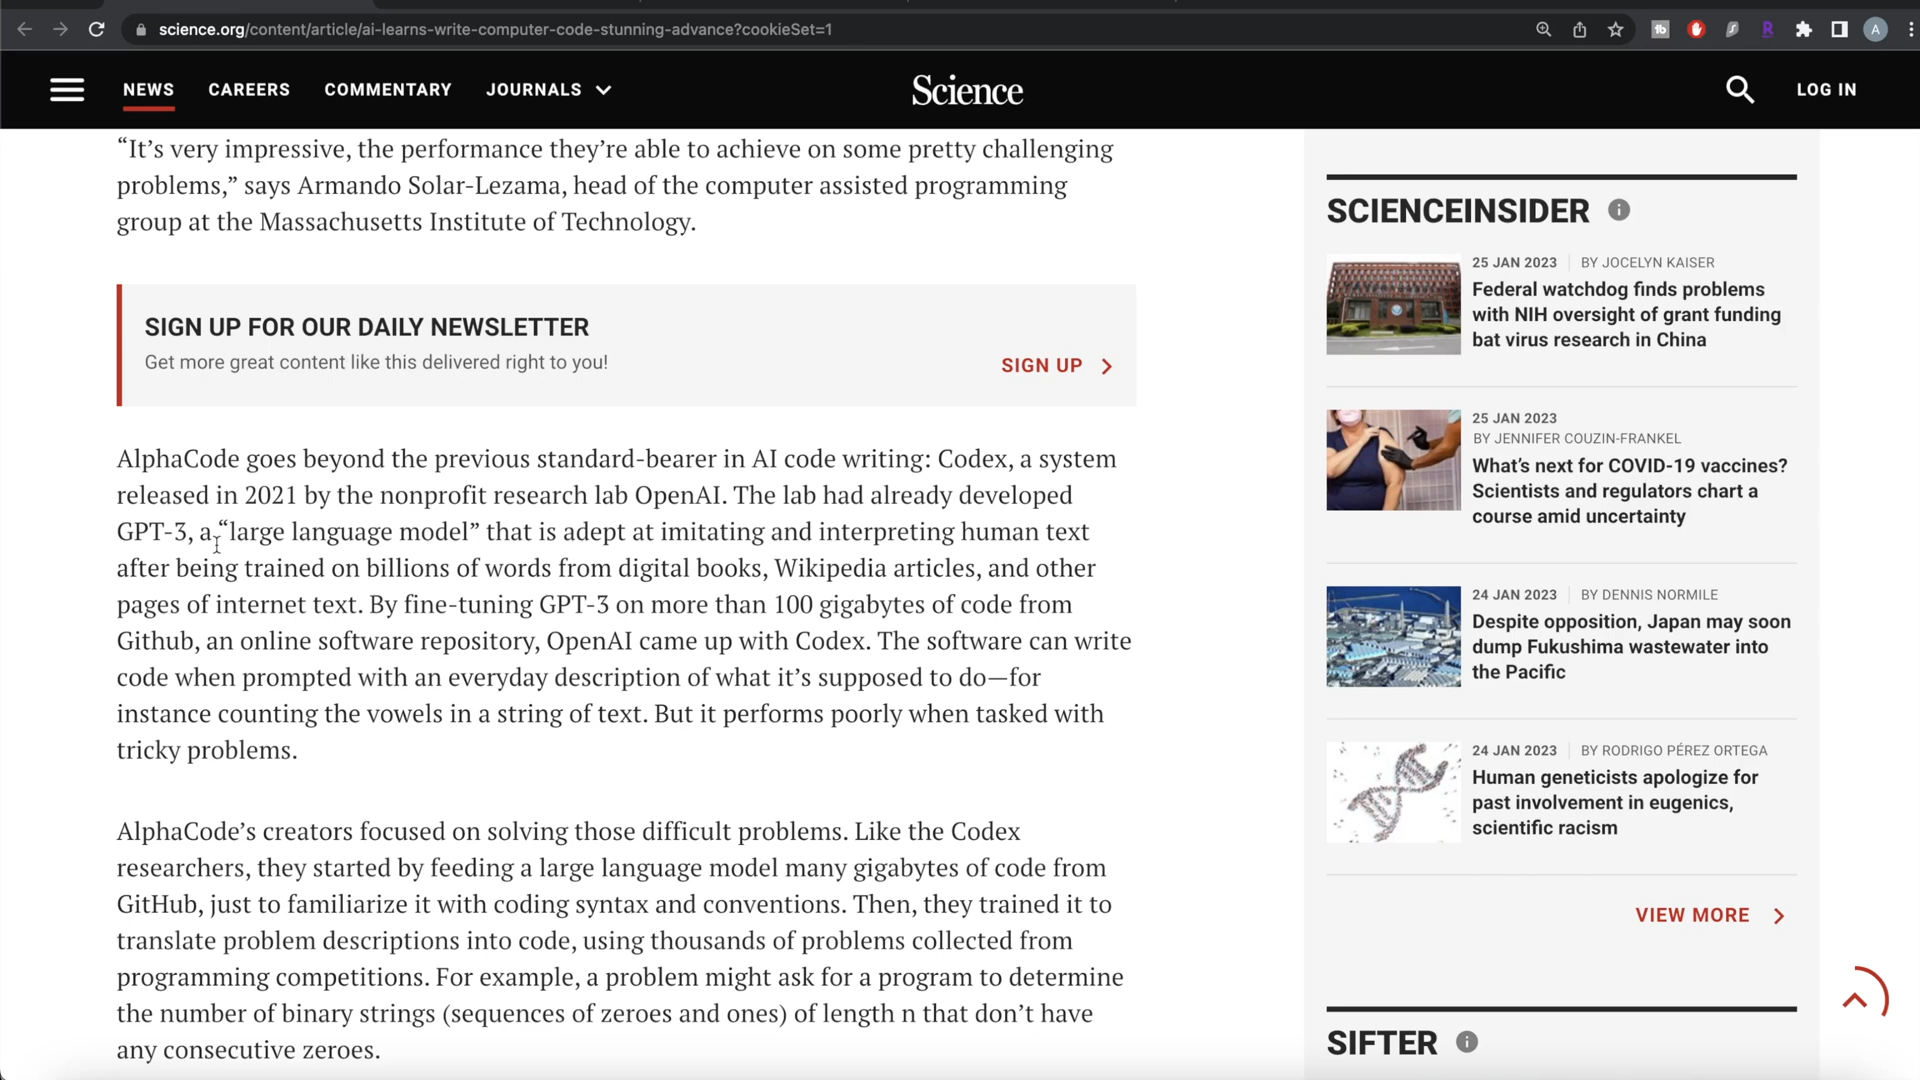 science.org/content/article/ai-learns-write-computer-code-stunning-advance?cookieSet=1
tb
R
A
NEWS
CAREERS
COMMENTARY
JOURNALS
Science
LOG IN
“It’s very impressive, the performance they’re able to achieve on some pretty challenging
problems,” says Armando Solar-Lezama, head of the computer assisted programming
group at the Massachusetts Institute of Technology.
SIGN UP FOR OUR DAILY NEWSLETTER
Get more great content like this delivered right to you!
SIGN UP
AlphaCode goes beyond the previous standard-bearer in AI code writing: Codex, a system
released in 2021 by the nonprofit research lab OpenAI. The lab had already developed
GPT-3, a “large language model” that is adept at imitating and interpreting human text
after being trained on billions of words from digital books, Wikipedia articles, and other
pages of internet text. By fine-tuning GPT-3 on more than 100 gigabytes of code from
Github, an online software repository, OpenAI came up with Codex. The software can write
code when prompted with an everyday description of what it’s supposed to do—for
instance counting the vowels in a string of text. But it performs poorly when tasked with
tricky problems.
AlphaCode’s creators focused on solving those difficult problems. Like the Codex
researchers, they started by feeding a large language model many gigabytes of code from
GitHub, just to familiarize it with coding syntax and conventions. Then, they trained it to
translate problem descriptions into code, using thousands of problems collected from
programming competitions. For example, a problem might ask for a program to determine
the number of binary strings (sequences of zeroes and ones) of length n that don’t have
any consecutive zeroes.
SCIENCEINSIDER
25 JAN 2023 BY JOCELYN KAISER
Federal watchdog finds problems
with NIH oversight of grant funding
bat virus research in China
25 JAN 2023
BY JENNIFER COUZIN-FRANKEL
What’s next for COVID-19 vaccines?
Scientists and regulators chart a
course amid uncertainty
24 JAN 2023 BY DENNIS NORMILE
Despite opposition, Japan may soon
dump Fukushima wastewater into
the Pacific
24 JAN 2023 BY RODRIGO PÉREZ ORTEGA
Human geneticists apologize for
past involvement in eugenics,
scientific racism
VIEW MORE
SIFTER